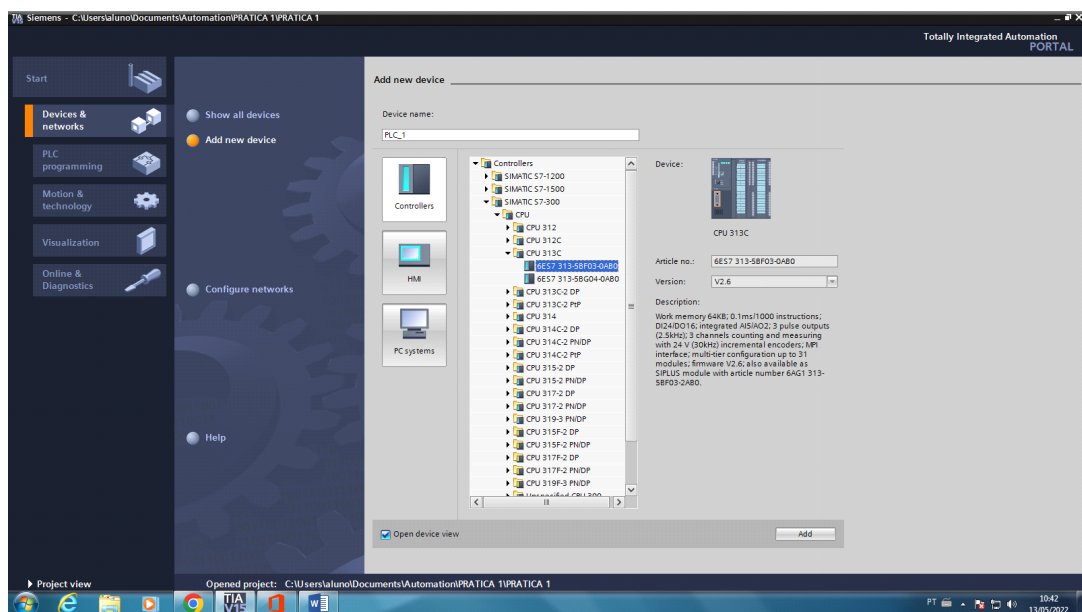 Siemens - C:\Users\aluno\Documents\Automation\PRATICA 1\PRATICA 1
Totally Integrated Automation
PORTAL
Start
Devices &
networks
PLC
programming
Motion &
technology
Visualization
Online &
Diagnostics
Show all devices
Add new device
Configure networks
Help
Add new device
Device name:
PLC_1
Controllers
HMI
PC systems
Controllers
SIMATIC S7-1200
SIMATIC S7-1500
SIMATIC S7-300
CPU
CPU 312
CPU 312C
CPU 313C
6ES7 313-5BF03-0AB0
6ES7 313-5BG04-0AB0
CPU 313C-2 DP
CPU 313C-2 PtP
CPU 314
CPU 314C-2 DP
CPU 314C-2 PN/DP
CPU 314C-2 PtP
CPU 315-2 DP
CPU 315-2 PN/DP
CPU 317-2 DP
CPU 317-2 PN/DP
CPU 319-3 PN/DP
CPU 315F-2 DP
CPU 315F-2 PN/DP
CPU 317F-2 DP
CPU 317F-2 PN/DP
CPU 319F-3 PN/DP
Unspecified CPU 300
Device:
CPU 313C
Article no.:
6ES7 313-5BF03-0AB0
Version:
V2.6
Description:
Work memory 64KB; 0.1ms/1000 instructions;
DI24/DO16; integrated AI5/AO2; 3 pulse outputs
(2.5kHz); 3 channels counting and measuring
with 24 V (30kHz) incremental encoders; MPI
interface; multi-tier configuration up to 31
modules; firmware V2.6; also available as
SIPLUS module with article number 6AG1 313-
5BF03-2AB0.
Open device view
Add
Project view
Opened project: C:\Users\aluno\Documents\Automation\PRATICA 1\PRATICA 1
TIA
V15
PT
10:42
13/05/2022